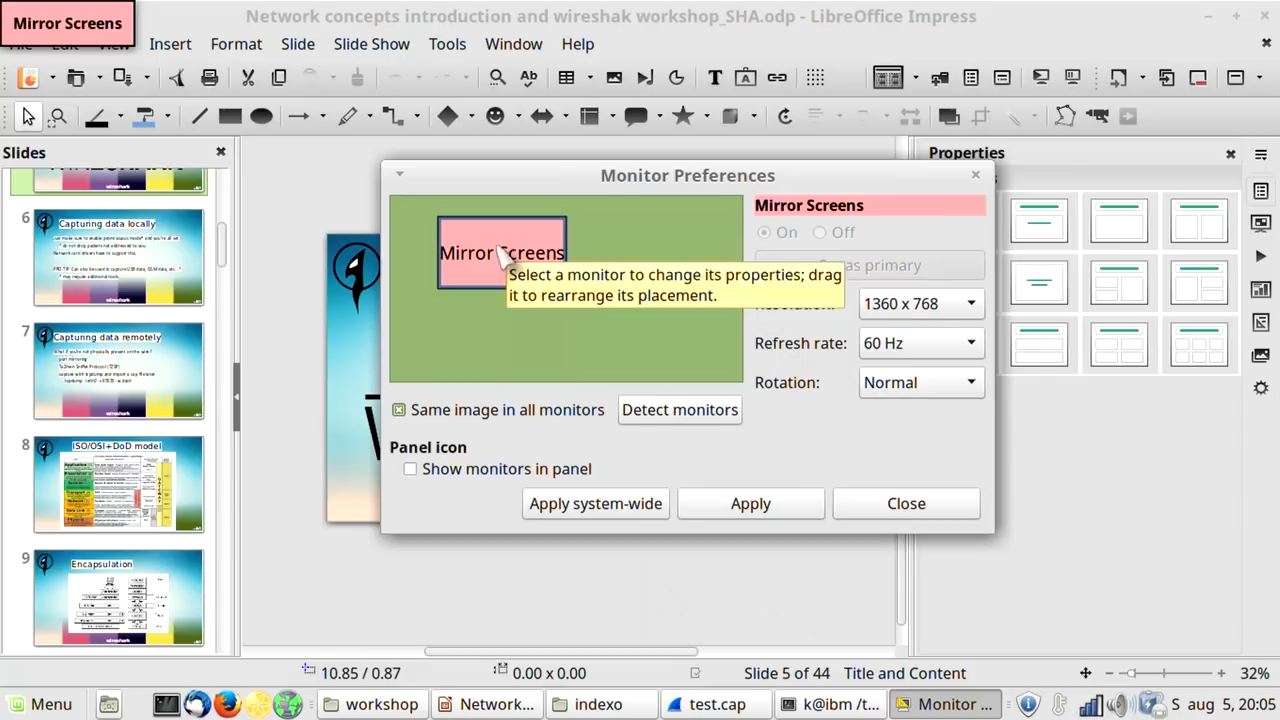 Mirror Screens
Network concepts introduction and wireshak workshop_SHA.odp - LibreOffice Impress
Insert Format Slide Slide Show Tools Window Help
Slides
6
Capturing data locally
7
Capturing data remotely
8
ISO/OSI+DoD model
9
Encapsulation
Monitor Preferences
Mirror Screens
Select a monitor to change its properties; drag
it to rearrange its placement.
Mirror Screens
On Off
as primary
1360 x 768
Refresh rate: 60 Hz
Rotation: Normal
Same image in all monitors
Detect monitors
Panel icon
Show monitors in panel
Apply system-wide
Apply
Close
Properties
10.85 / 0.87
0.00 x 0.00
Slide 5 of 44
Title and Content
32%
Menu
workshop
Network...
indexo
test.cap
k@ibm /t...
Monitor ...
S aug 5, 20:05